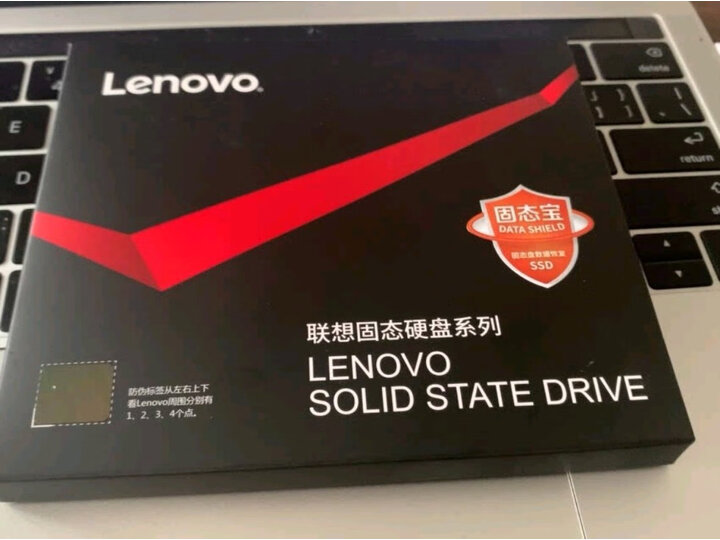 Lenovo
固态宝
DATA SHIELD
固态盘数据恢复
SSD
联想固态硬盘系列
LENOVO
SOLID STATE DRIVE
防伪标签从左右上下
看Lenovo周围分别有
1、2、3、4个点。
E
D
delete
return